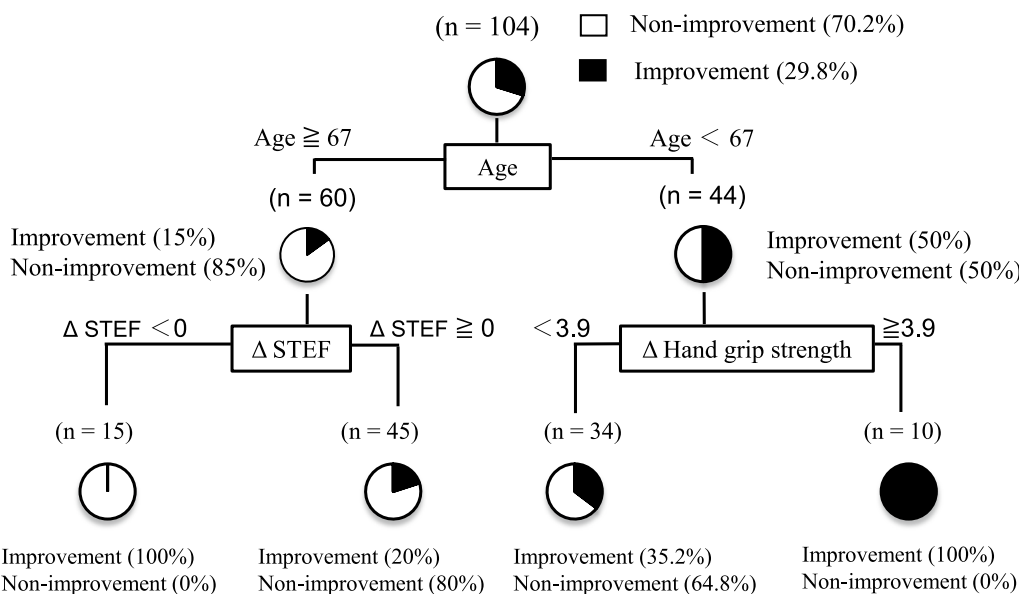 (n = 104)
Non-improvement (70.2%)
Improvement (29.8%)
Age ≧ 67
Age < 67
Age
(n = 60)
(n = 44)
Improvement (15%)
Non-improvement (85%)
Improvement (50%)
Non-improvement (50%)
Δ STEF <0
Δ STEF
Δ STEF ≧ 0
<3.9
Δ Hand grip strength
≧3.9
(n = 15)
(n = 45)
(n = 34)
(n = 10)
Improvement (100%)
Non-improvement (0%)
Improvement (20%)
Non-improvement (80%)
Improvement (35.2%)
Non-improvement (64.8%)
Improvement (100%)
Non-improvement (0%)